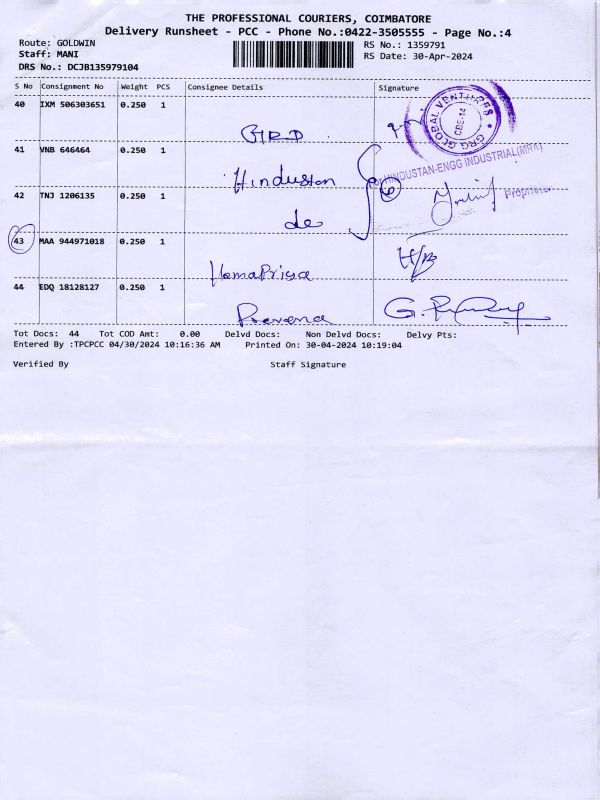 THE PROFESSIONAL COURIERS, COIMBATORE
Delivery Runsheet - PCC - Phone No.:0422-3505555 - Page No.:4
Route: GOLDWIN
Staff: MANI
DRS No.: DCJB135979104
RS No.: 1359791
RS Date: 30-Apr-2024
S No Consignment No Weight PCS Consignee Details Signature
40 IXM 506303651 0.250 1
GRD
GRG GLOBAL VENTURES
CBE-14
41 VNB 646464 0.250 1
Hindustan
HINDUSTAN-ENGG INDUSTRIAL(MRA)
6
Proprietor
42 TNJ 1206135 0.250 1
do
43 MAA 944971018 0.250 1
HemaPriya
44 EDQ 18128127 0.250 1
Praveena
Tot Docs: 44 Tot COD Amt: 0.00 Delvd Docs: Non Delvd Docs: Delvy Pts:
Entered By :TPCPCC 04/30/2024 10:16:36 AM Printed On: 30-04-2024 10:19:04
Verified By Staff Signature